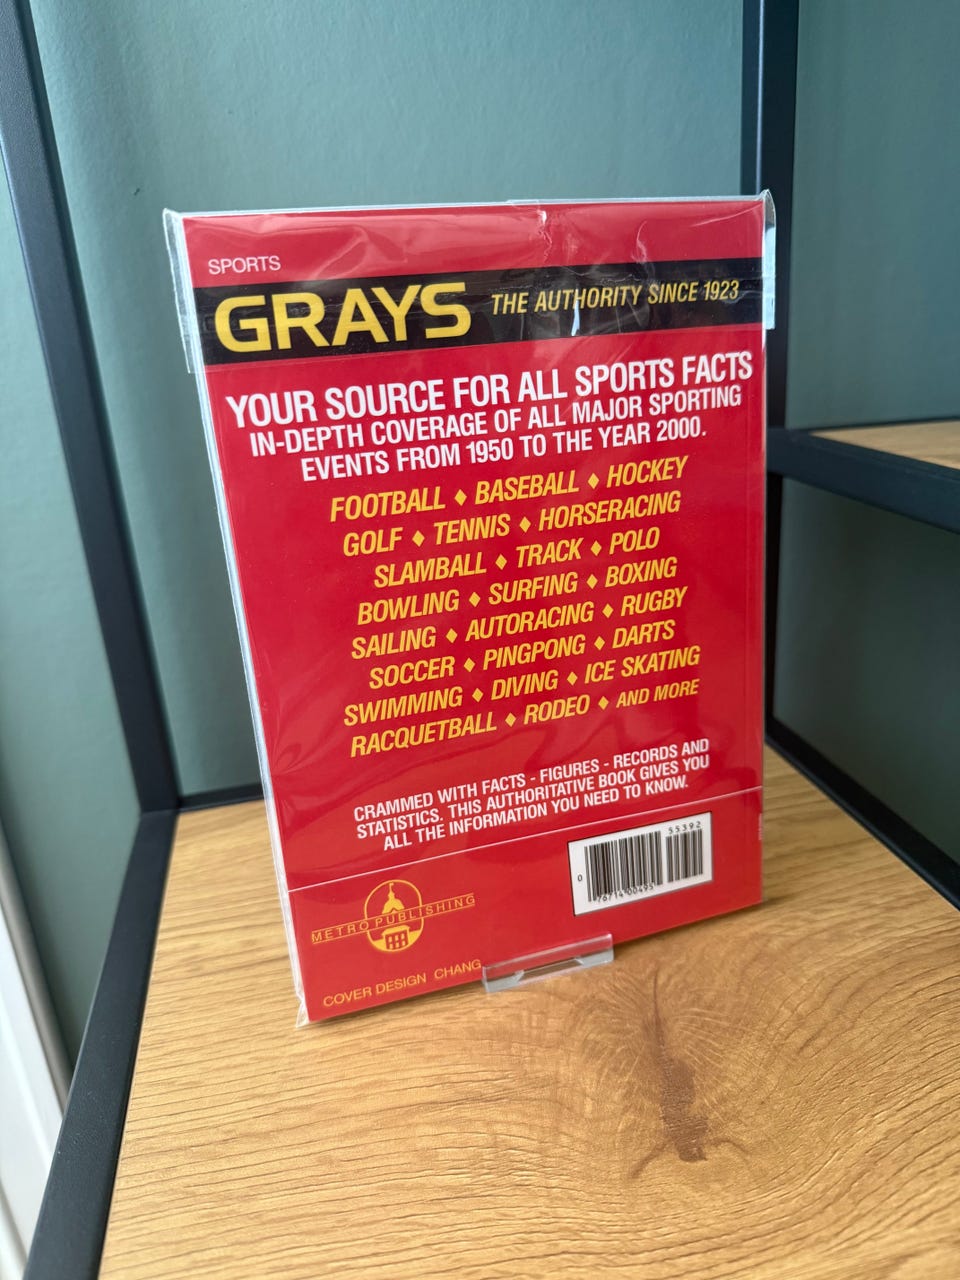 SPORTS
GRAYS THE AUTHORITY SINCE 1923
YOUR SOURCE FOR ALL SPORTS FACTS
IN-DEPTH COVERAGE OF ALL MAJOR SPORTING
EVENTS FROM 1950 TO THE YEAR 2000.
FOOTBALL ♦ BASEBALL ♦ HOCKEY
GOLF ♦ TENNIS ♦ HORSERACING
SLAMBALL ♦ TRACK ♦ POLO
BOWLING ♦ SURFING ♦ BOXING
SAILING ♦ AUTORACING ♦ RUGBY
SOCCER ♦ PINGPONG ♦ DARTS
SWIMMING ♦ DIVING ♦ ICE SKATING
RACQUETBALL ♦ RODEO ♦ AND MORE
CRAMMED WITH FACTS - FIGURES - RECORDS AND
STATISTICS. THIS AUTHORITATIVE BOOK GIVES YOU
ALL THE INFORMATION YOU NEED TO KNOW.
55392
0 76714 00495
METRO PUBLISHING
COVER DESIGN CHANG